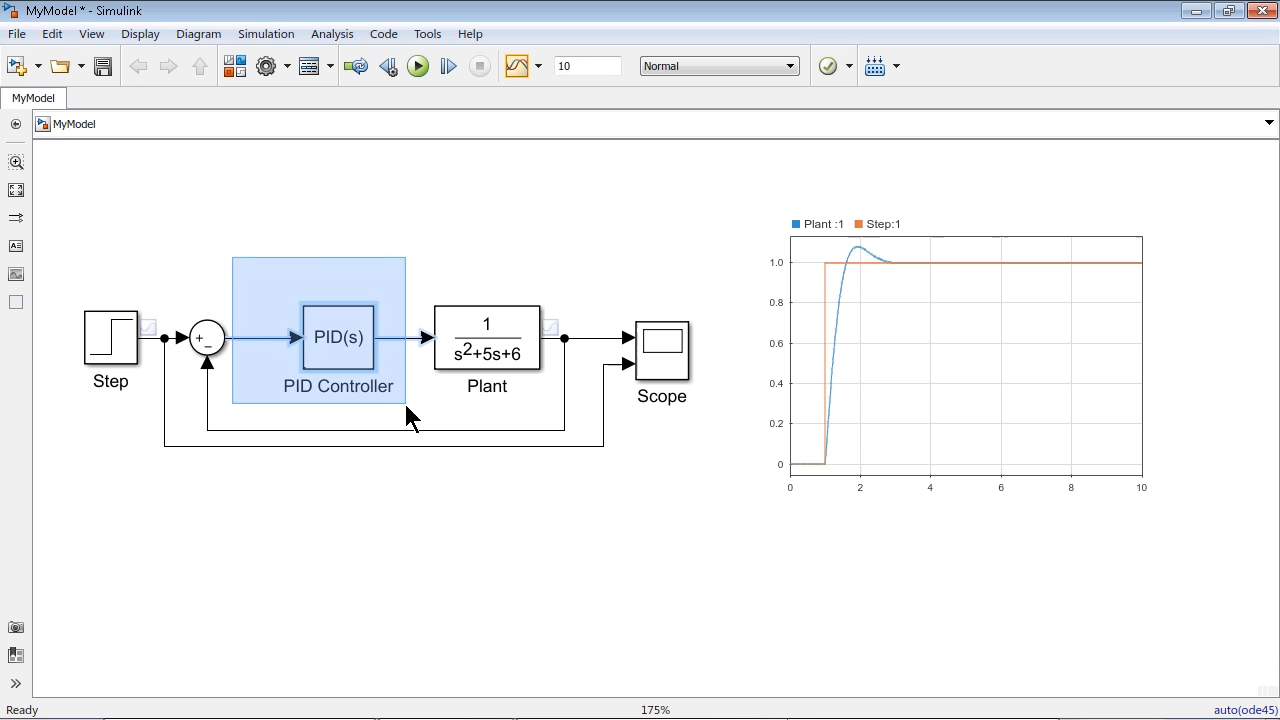 MyModel * - Simulink
File Edit View Display Diagram Simulation Analysis Code Tools Help
10 Normal
MyModel
MyModel
Plant :1 Step:1
1.0
0.8
0.6
0.4
0.2
0
0 2 4 6 8 10
Step
+
−
PID(s)
PID Controller
1
s2+5s+6
Plant
Scope
Ready 175% auto(ode45)